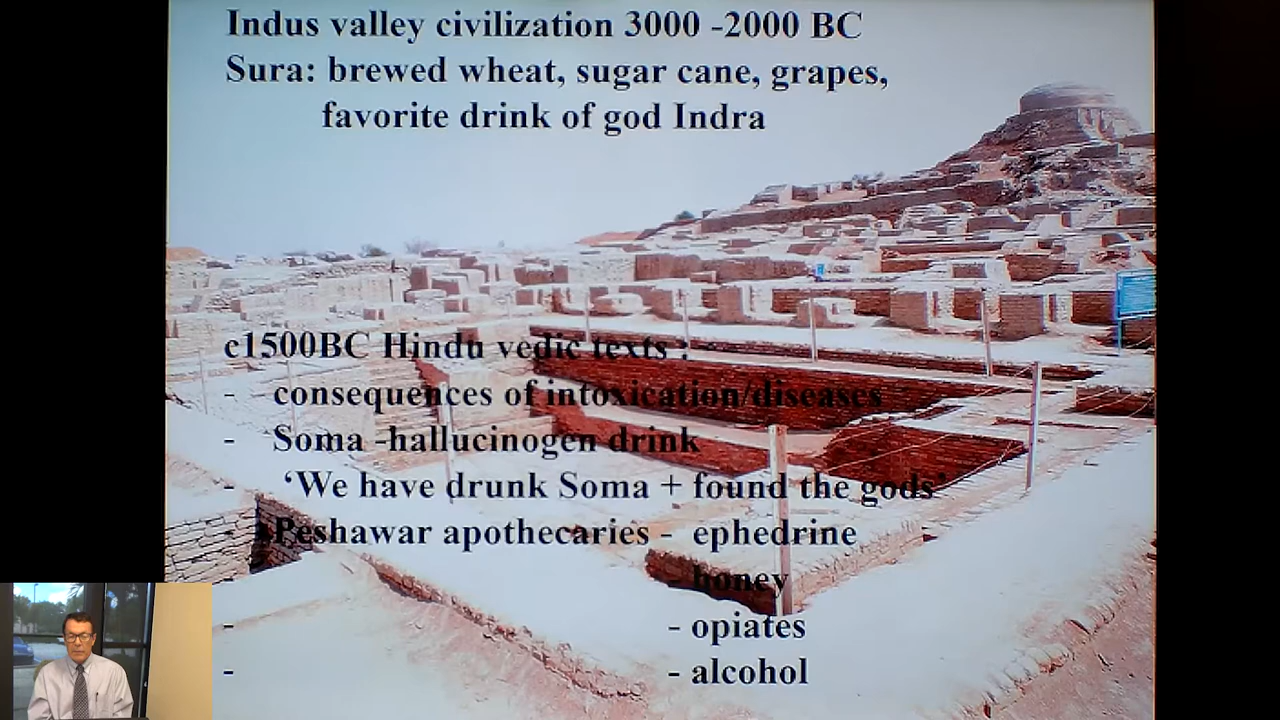 Indus valley civilization 3000 -2000 BC
Sura: brewed wheat, sugar cane, grapes,
favorite drink of god Indra
c1500BC Hindu vedic texts :
- consequences of intoxication/diseases
- Soma -hallucinogen drink
- ‘We have drunk Soma + found the gods’
- Peshawar apothecaries - ephedrine
- honey
- - opiates
- - alcohol